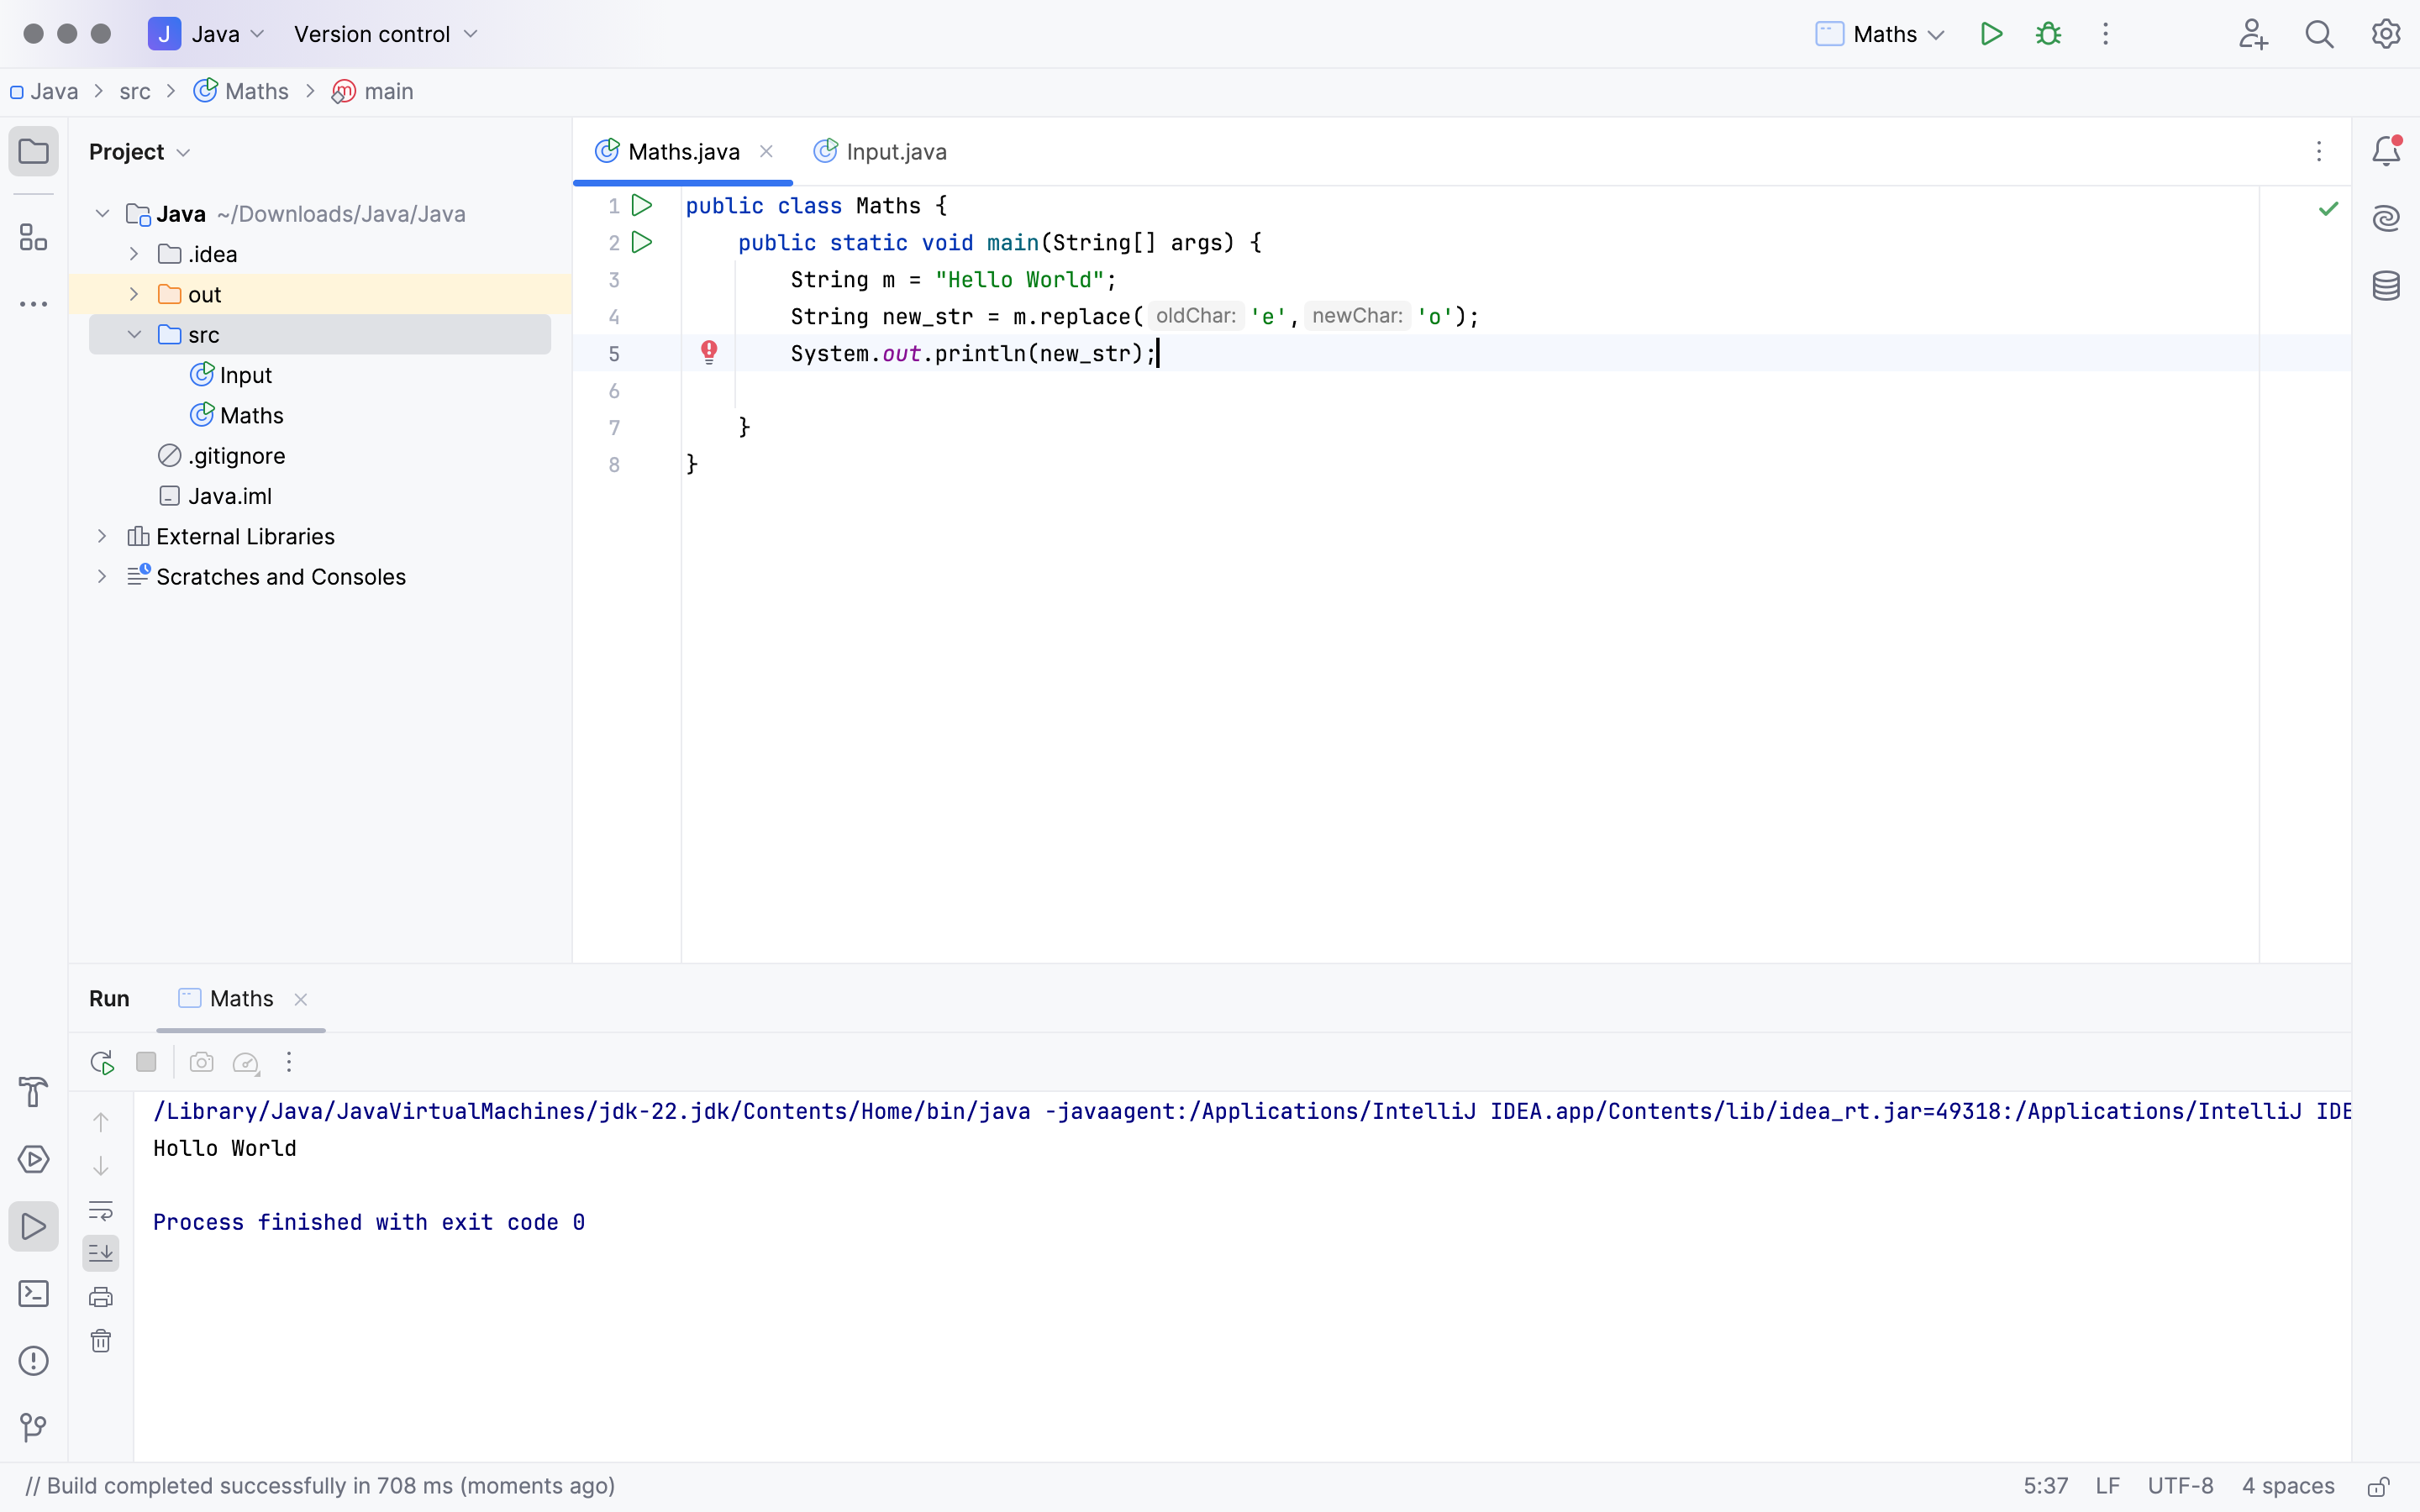 J Java Version control Maths
Java src Maths main
Project
Maths.java Input.java
Java ~/Downloads/Java/Java
.idea
out
src
Input
Maths
.gitignore
Java.iml
External Libraries
Scratches and Consoles
1 public class Maths {
2 public static void main(String[] args) {
3 String m = "Hello World";
4 String new_str = m.replace( oldChar: 'e', newChar: 'o');
5 System.out.println(new_str);
6
7 }
8 }
Run Maths
/Library/Java/JavaVirtualMachines/jdk-22.jdk/Contents/Home/bin/java -javaagent:/Applications/IntelliJ IDEA.app/Contents/lib/idea_rt.jar=49318:/Applications/IntelliJ IDE
Hollo World
Process finished with exit code 0
// Build completed successfully in 708 ms (moments ago) 5:37 LF UTF-8 4 spaces